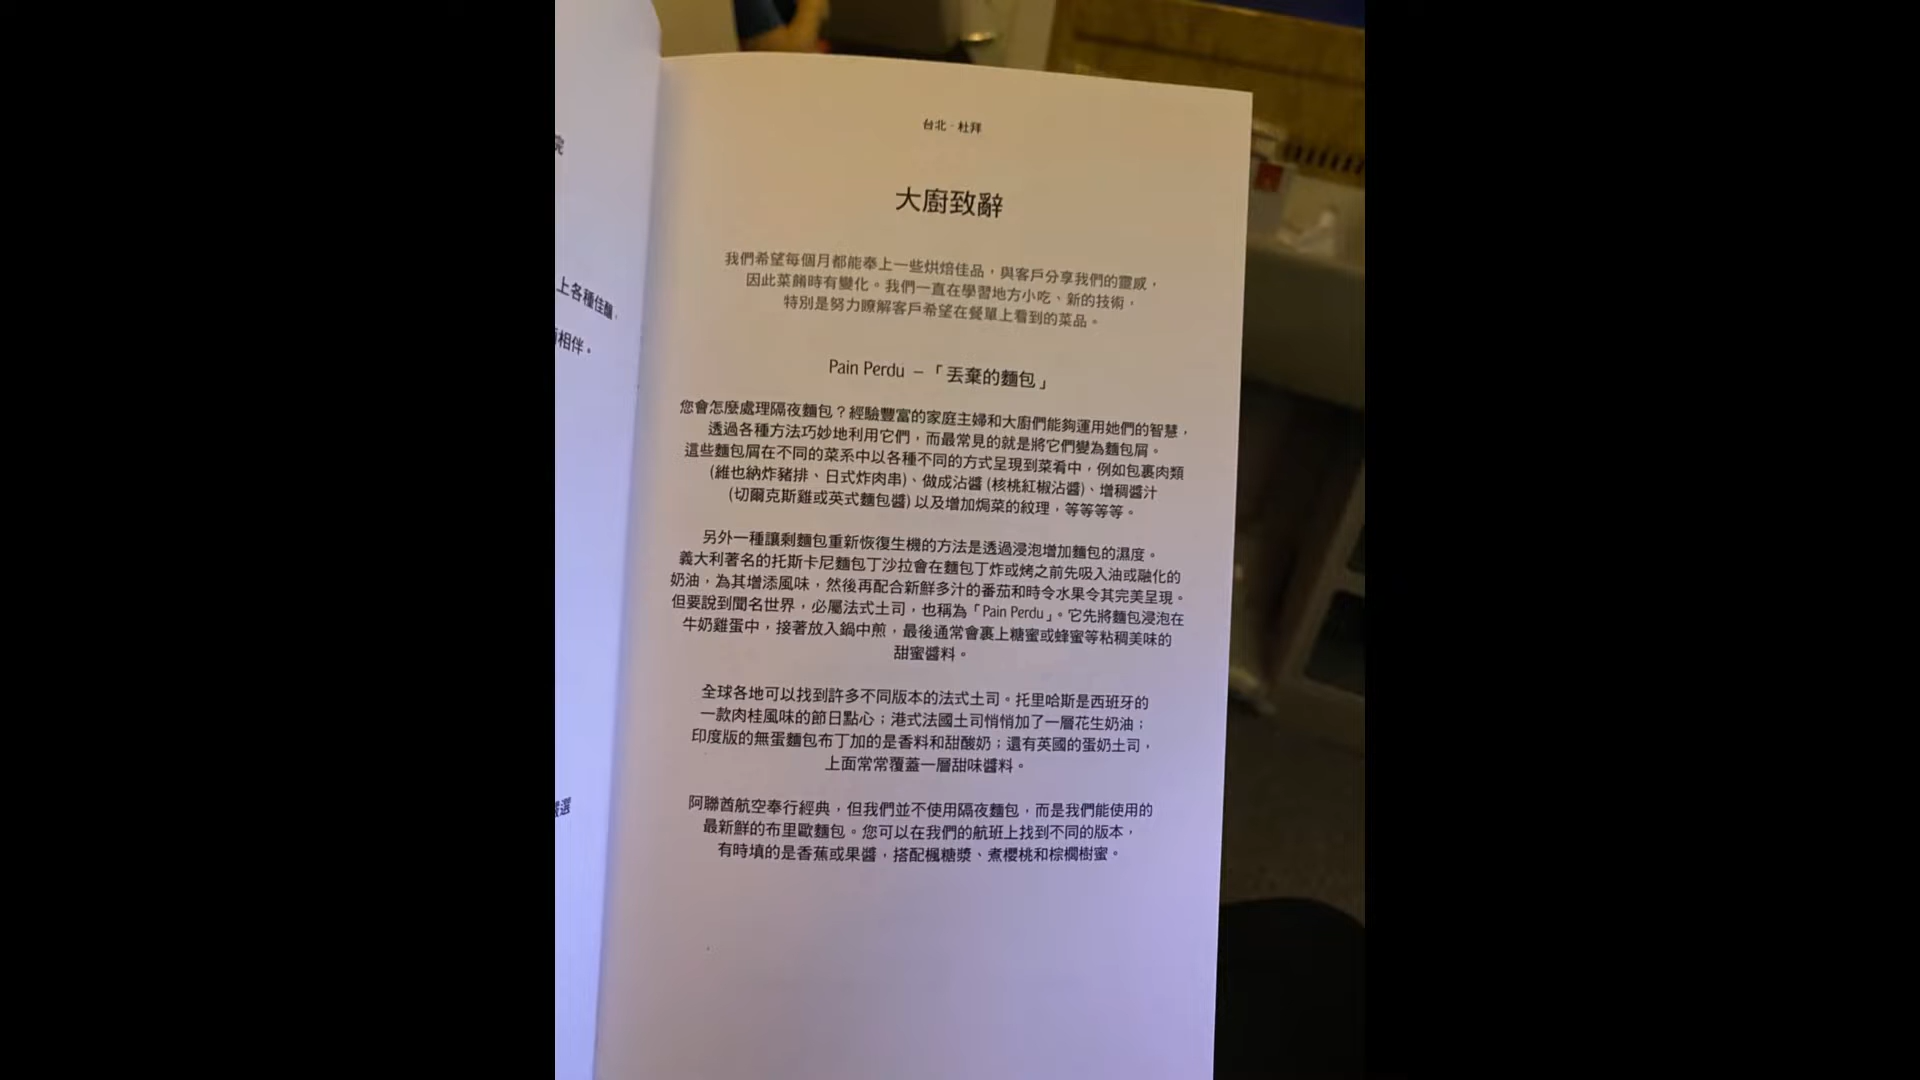 院
上各種佳釀，
相伴。
嚴選
台北 - 杜拜
大廚致辭
我們希望每個月都能奉上一些烘焙佳品，與客戶分享我們的靈感，
因此菜餚時有變化。我們一直在學習地方小吃、新的技術，
特別是努力瞭解客戶希望在餐單上看到的菜品。
Pain Perdu –「丟棄的麵包」
您會怎麼處理隔夜麵包？經驗豐富的家庭主婦和大廚們能夠運用她們的智慧，
透過各種方法巧妙地利用它們，而最常見的就是將它們變為麵包屑。
這些麵包屑在不同的菜系中以各種不同的方式呈現到菜肴中，例如包裹肉類
(維也納炸豬排、日式炸肉串)、做成沾醬 (核桃紅椒沾醬)、增稠醬汁
(切爾克斯雞或英式麵包醬) 以及增加焗菜的紋理，等等等等。
另外一種讓剩麵包重新恢復生機的方法是透過浸泡增加麵包的濕度。
義大利著名的托斯卡尼麵包丁沙拉會在麵包丁炸或烤之前先吸入油或融化的
奶油，為其增添風味，然後再配合新鮮多汁的番茄和時令水果令其完美呈現。
但要說到聞名世界，必屬法式土司，也稱為「Pain Perdu」。它先將麵包浸泡在
牛奶雞蛋中，接著放入鍋中煎，最後通常會裹上糖蜜或蜂蜜等粘稠美味的
甜蜜醬料。
全球各地可以找到許多不同版本的法式土司。托里哈斯是西班牙的
一款肉桂風味的節日點心；港式法國土司悄悄加了一層花生奶油；
印度版的無蛋麵包布丁加的是香料和甜酸奶；還有英國的蛋奶土司，
上面常常覆蓋一層甜味醬料。
阿聯酋航空奉行經典，但我們並不使用隔夜麵包，而是我們能使用的
最新鮮的布里歐麵包。您可以在我們的航班上找到不同的版本，
有時填的是香蕉或果醬，搭配楓糖漿、煮櫻桃和棕櫚樹蜜。